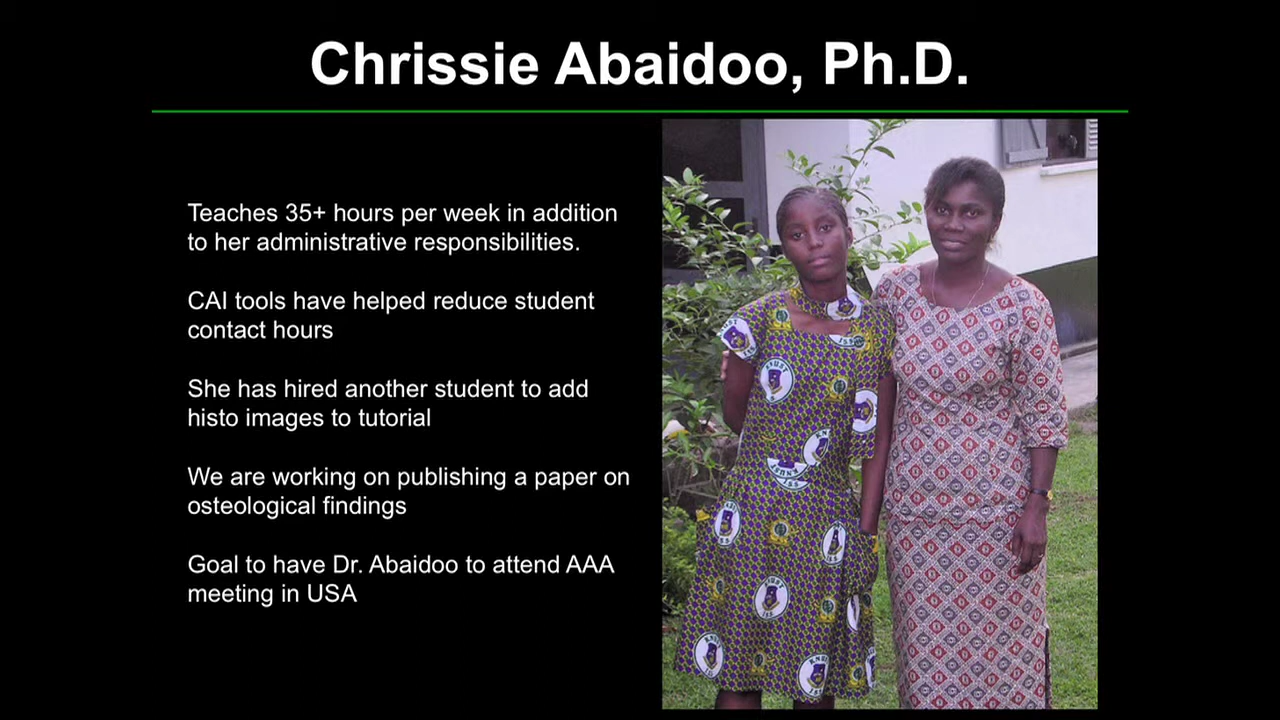 Chrissie Abaidoo, Ph.D.
Teaches 35+ hours per week in addition
to her administrative responsibilities.
CAI tools have helped reduce student
contact hours
She has hired another student to add
histo images to tutorial
We are working on publishing a paper on
osteological findings
Goal to have Dr. Abaidoo to attend AAA
meeting in USA
KNUST